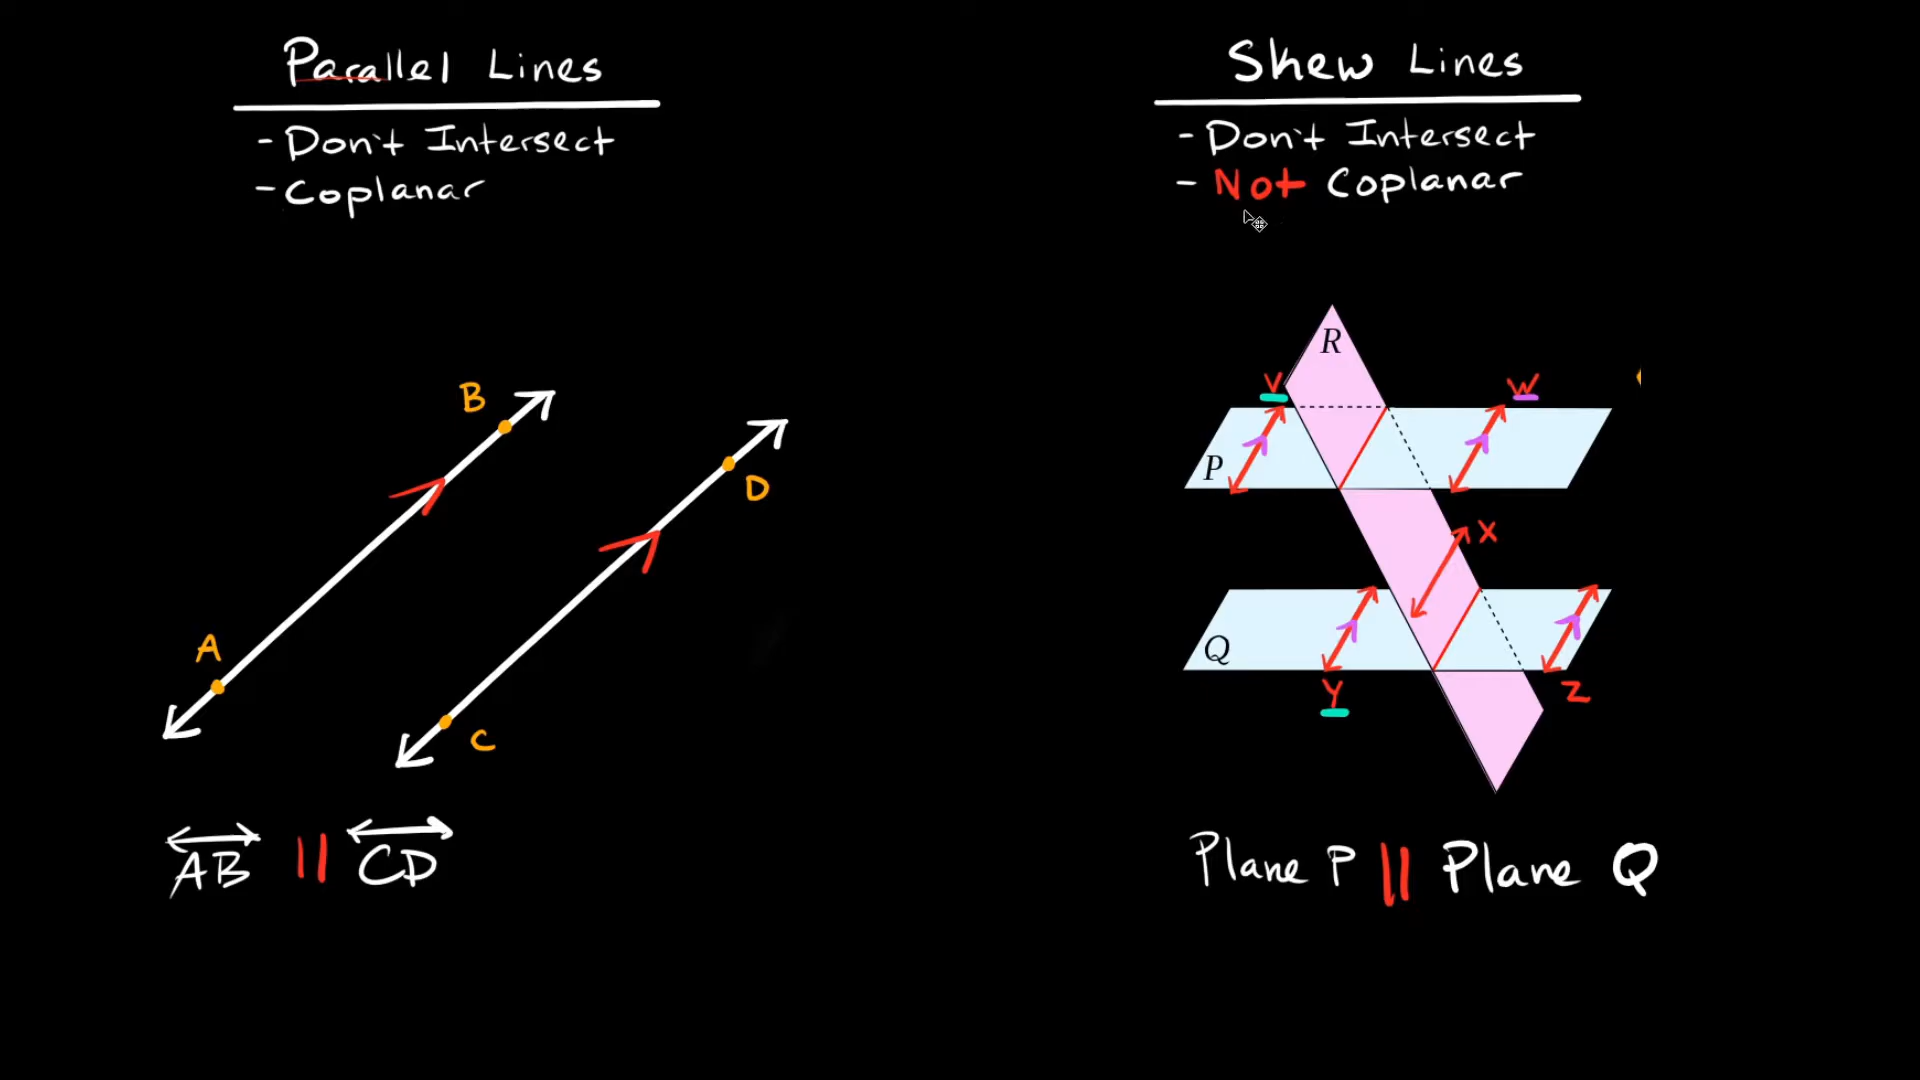 Parallel Lines
- Don't Intersect
- Coplanar
B
D
A
C
AB || CD
Skew Lines
- Don't Intersect
- Not Coplanar
R
V
W
P
X
Q
Y
Z
Plane P || Plane Q